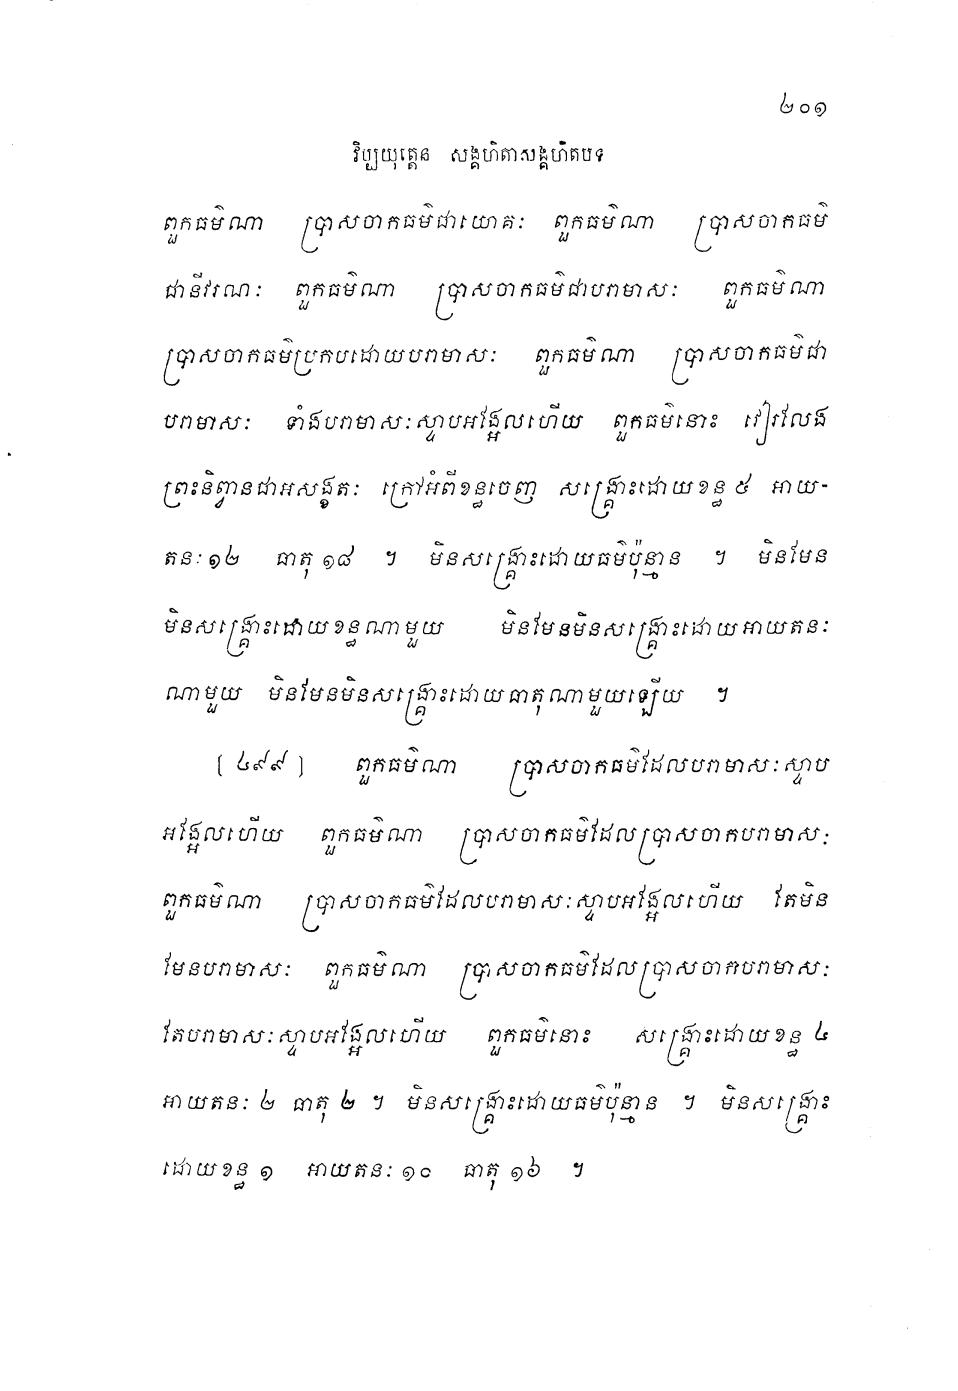 ២០១
វិប្បយុត្តេន សង្គហិតាសង្គហិតបទ
ពួកធម៌ណា ប្រាសចាកធម៌ជាយោគៈ ពួកធម៌ណា ប្រាសចាកធម៌
ជានីវរណៈ ពួកធម៌ណា ប្រាសចាកធម៌ជាបរាមាសៈ ពួកធម៌ណា
ប្រាសចាកធម៌ប្រកបដោយបរាមាសៈ ពួកធម៌ណា ប្រាសចាកធម៌ជា
បរាមាសៈ ទាំងបរាមាសៈស្ទាបអង្អែលហើយ ពួកធម៌នោះ វៀរលែង
ព្រះនិព្វានជាអសង្ខតៈ ក្រៅអំពីខន្ធចេញ សង្គ្រោះដោយខន្ធ ៥ អាយ-
តនៈ ១២ ធាតុ ១៨ ។ មិនសង្គ្រោះដោយធម៌ប៉ុន្មាន ។ មិនមែន
មិនសង្គ្រោះដោយខន្ធណាមួយ មិនមែនមិនសង្គ្រោះដោយអាយតនៈ
ណាមួយ មិនមែនមិនសង្គ្រោះដោយធាតុណាមួយឡើយ ។
[ ៤៩៩ ] ពួកធម៌ណា ប្រាសចាកធម៌ដែលបរាមាសៈស្ទាប
អង្អែលហើយ ពួកធម៌ណា ប្រាសចាកធម៌ដែលប្រាសចាកបរាមាសៈ
ពួកធម៌ណា ប្រាសចាកធម៌ដែលបរាមាសៈស្ទាបអង្អែលហើយ តែមិន
មែនបរាមាសៈ ពួកធម៌ណា ប្រាសចាកធម៌ដែលប្រាសចាកបរាមាសៈ
តែបរាមាសៈស្ទាបអង្អែលហើយ ពួកធម៌នោះ សង្គ្រោះដោយខន្ធ ៤
អាយតនៈ ២ ធាតុ ២ ។ មិនសង្គ្រោះដោយធម៌ប៉ុន្មាន ។ មិនសង្គ្រោះ
ដោយខន្ធ ១ អាយតនៈ ១០ ធាតុ ១៦ ។